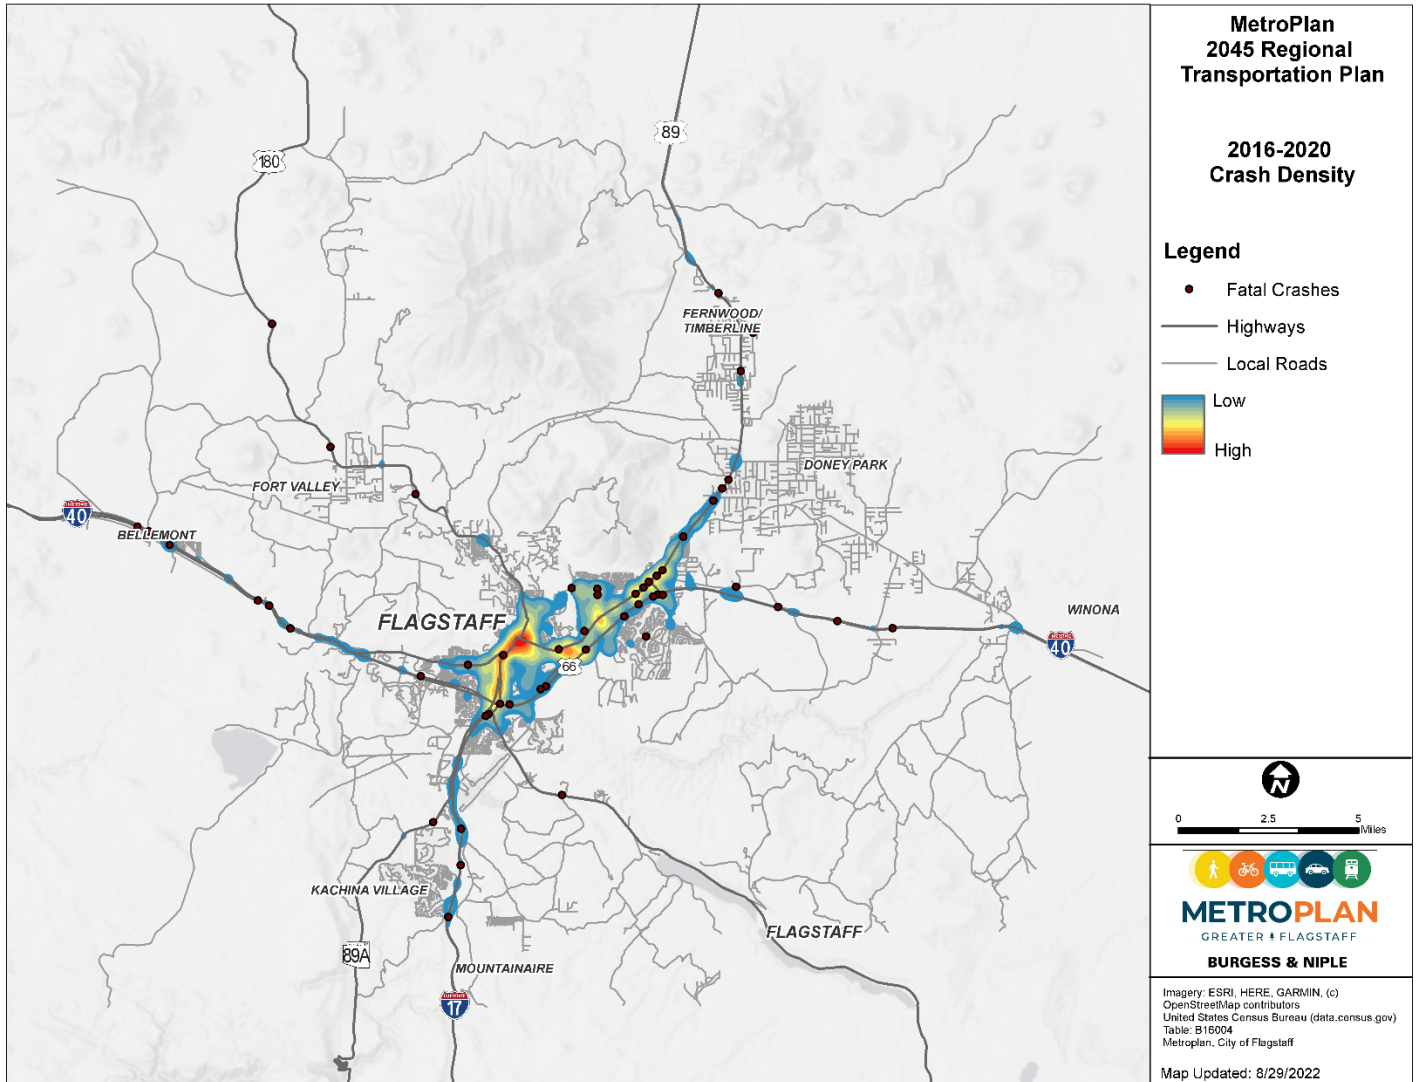 MetroPlan
2045 Regional
Transportation Plan
2016-2020
Crash Density
Legend
Fatal Crashes
Highways
Local Roads
Low
High
89
180
FERNWOOD/
TIMBERLINE
DONEY PARK
FORT VALLEY
INTERSTATE
40
BELLEMONT
WINONA
FLAGSTAFF
INTERSTATE
40
66
KACHINA VILLAGE
FLAGSTAFF
89A
MOUNTAINAIRE
INTERSTATE
17
N
0 2.5 5
Miles
METROPLAN
GREATER FLAGSTAFF
BURGESS & NIPLE
Imagery: ESRI, HERE, GARMIN, (c)
OpenStreetMap contributors
United States Census Bureau (data.census.gov)
Table: B16004
Metroplan, City of Flagstaff
Map Updated: 8/29/2022